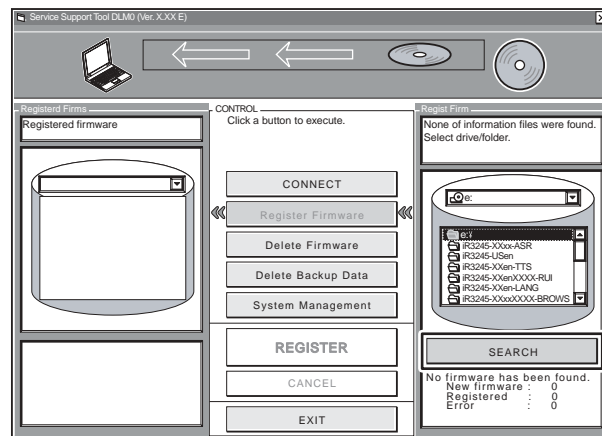 Service Support Tool DLM0 (Ver. X.XX E)
Registerd Firms
Registered firmware
CONTROL
Click a button to execute.
CONNECT
Register Firmware
Delete Firmware
Delete Backup Data
System Management
REGISTER
CANCEL
EXIT
Regist Firm
None of information files were found.
Select drive/folder.
e:
e:¥
iR3245-XXxx-ASR
iR3245-USen
iR3245-XXen-TTS
iR3245-XXenXXXX-RUI
iR3245-XXen-LANG
iR3245-XXxxXXXX-BROWS
SEARCH
No firmware has been found.
New firmware : 0
Registered : 0
Error : 0